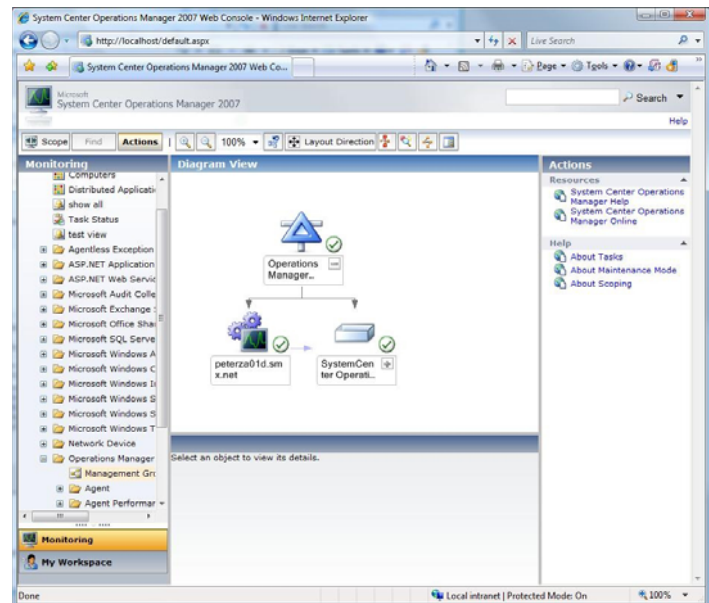 System Center Operations Manager 2007 Web Console - Windows Internet Explorer
http://localhost/default.aspx
Live Search
System Center Operations Manager 2007 Web Co...
Page
Tools
Microsoft
System Center Operations Manager 2007
Search
Help
Scope
Find
Actions
100%
Layout Direction
Monitoring
Computers
Distributed Applicati
show all
Task Status
test view
Agentless Exception
ASP.NET Application
ASP.NET Web Servic
Microsoft Audit Colle
Microsoft Exchange
Microsoft Office Sha
Microsoft SQL Serve
Microsoft Windows A
Microsoft Windows C
Microsoft Windows I
Microsoft Windows S
Microsoft Windows S
Microsoft Windows T
Network Device
Operations Manager
Management Gr
Agent
Agent Performar
Monitoring
My Workspace
Diagram View
Operations
Manager...
peterza01d.sm
x.net
SystemCen
ter Operati...
Select an object to view its details.
Actions
Resources
System Center Operations
Manager Help
System Center Operations
Manager Online
Help
About Tasks
About Maintenance Mode
About Scoping
Done
Local intranet | Protected Mode: On
100%